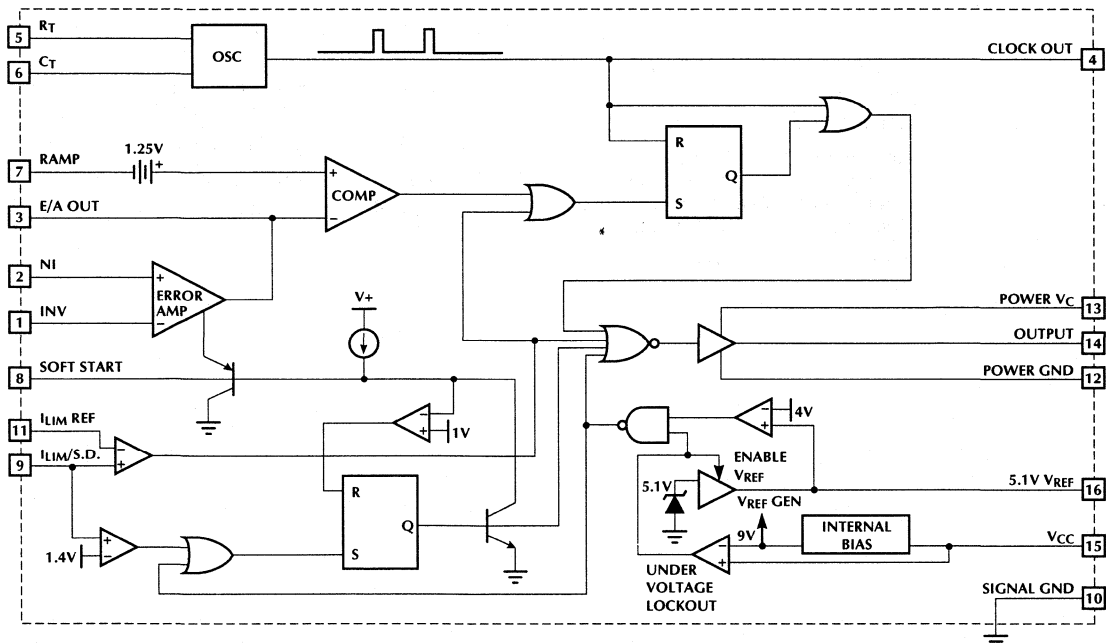 5 RT
OSC
CLOCK OUT 4
6 CT
R
Q
S
7 RAMP
1.25V
+
+
COMP
−
3 E/A OUT
2 NI
+
ERROR
AMP
−
1 INV
V+
POWER VC 13
OUTPUT 14
POWER GND 12
8 SOFT START
−
+
1V
11 ILIM REF
−
+
9 ILIM/S.D.
−
+
4V
ENABLE
VREF
5.1V
VREF GEN
5.1V VREF 16
R
Q
S
+
−
1.4V
9V
INTERNAL
BIAS
−
+
VCC 15
UNDER
VOLTAGE
LOCKOUT
SIGNAL GND 10